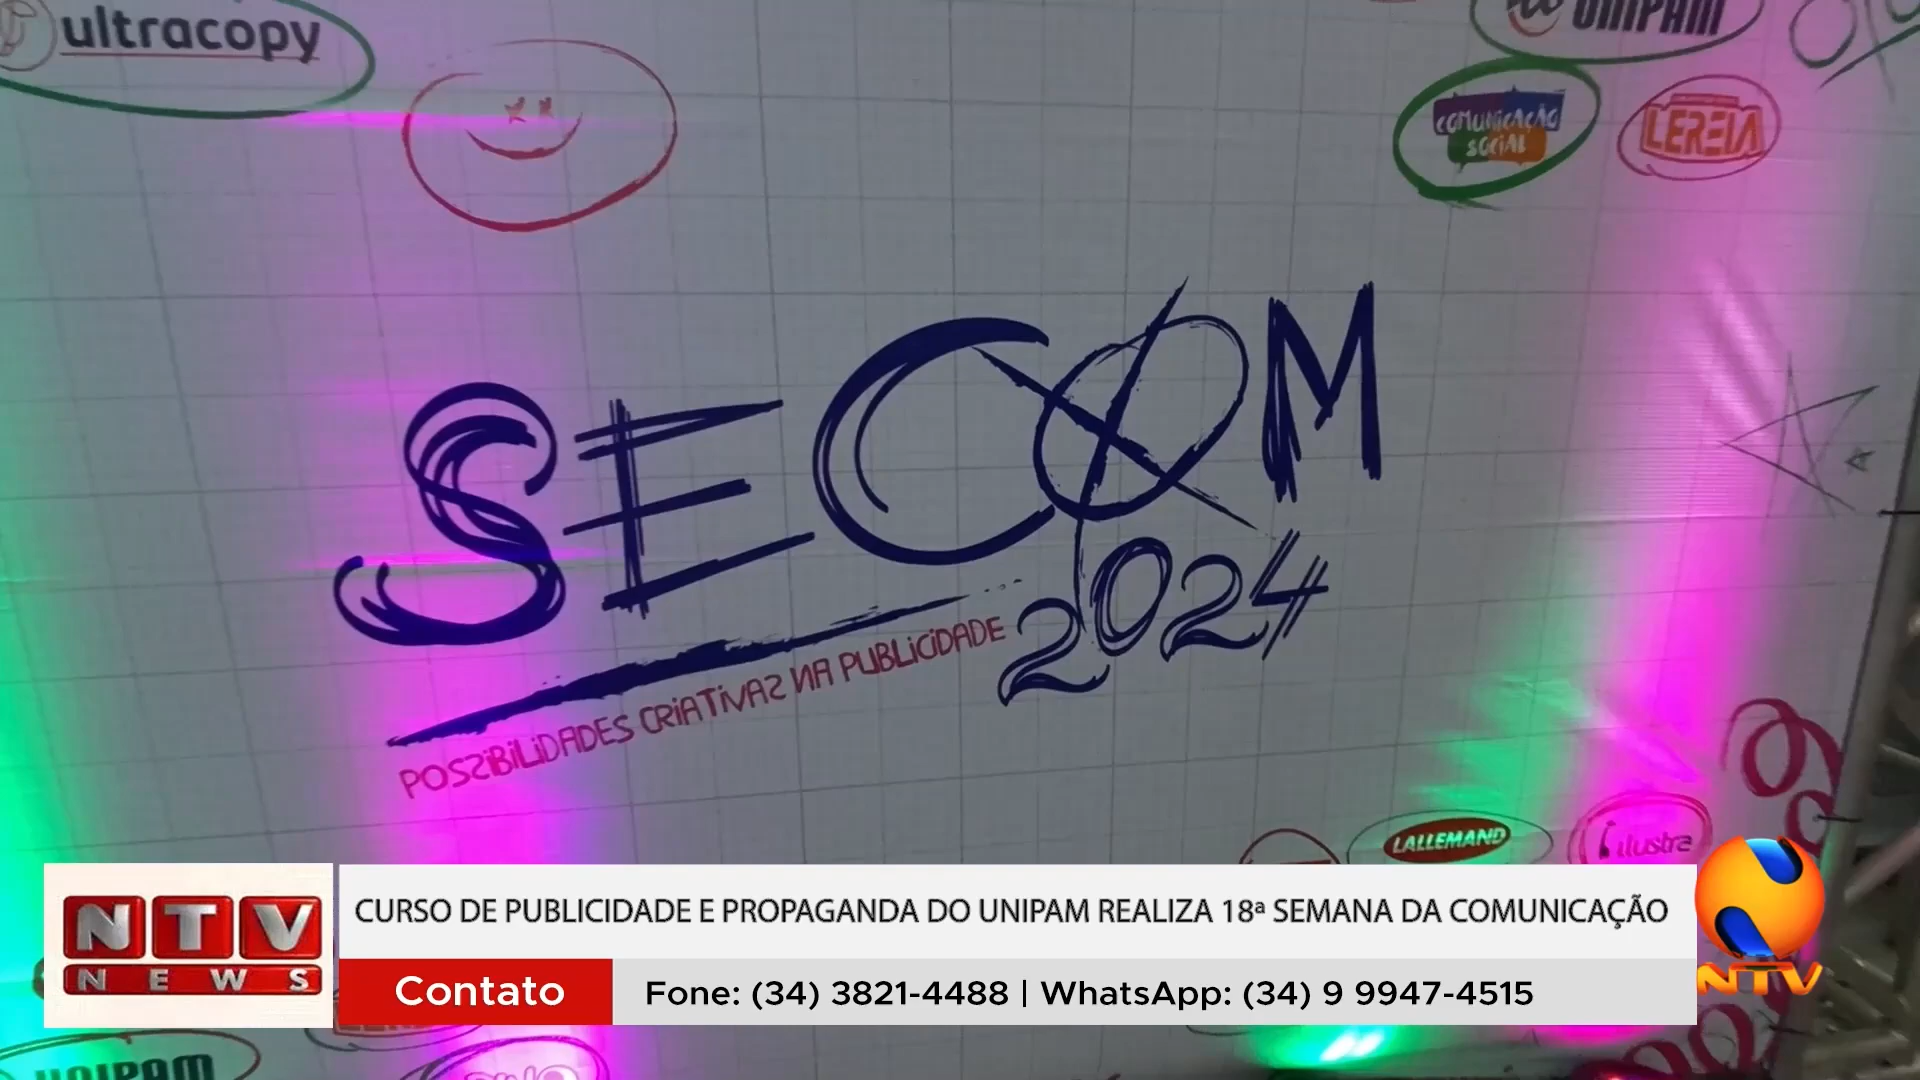 ultracopy
UNIPAM
COMUNICAÇÃO
SOCIAL
LEREIA
SECOM
2024
POSSIBILIDADES CRIATIVAS NA PUBLICIDADE
LALLEMAND
ilustra
NTV
NEWS
CURSO DE PUBLICIDADE E PROPAGANDA DO UNIPAM REALIZA 18ª SEMANA DA COMUNICAÇÃO
Contato
Fone: (34) 3821-4488 | WhatsApp: (34) 9 9947-4515
NTV
UNIPAM